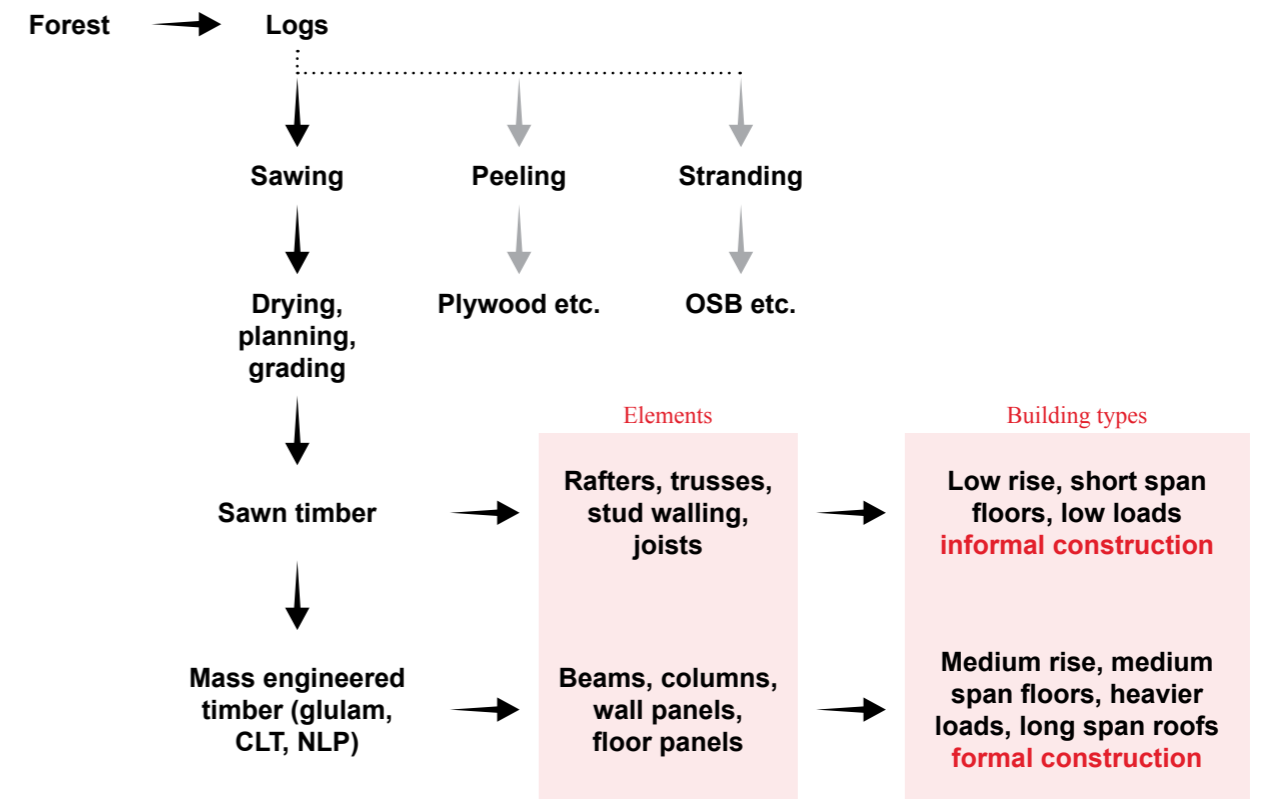 Forest
Logs
Sawing
Peeling
Stranding
Drying,
planning,
grading
Plywood etc.
OSB etc.
Elements
Building types
Sawn timber
Rafters, trusses,
stud walling,
joists
Low rise, short span
floors, low loads
informal construction
Mass engineered
timber (glulam,
CLT, NLP)
Beams, columns,
wall panels,
floor panels
Medium rise, medium
span floors, heavier
loads, long span roofs
formal construction